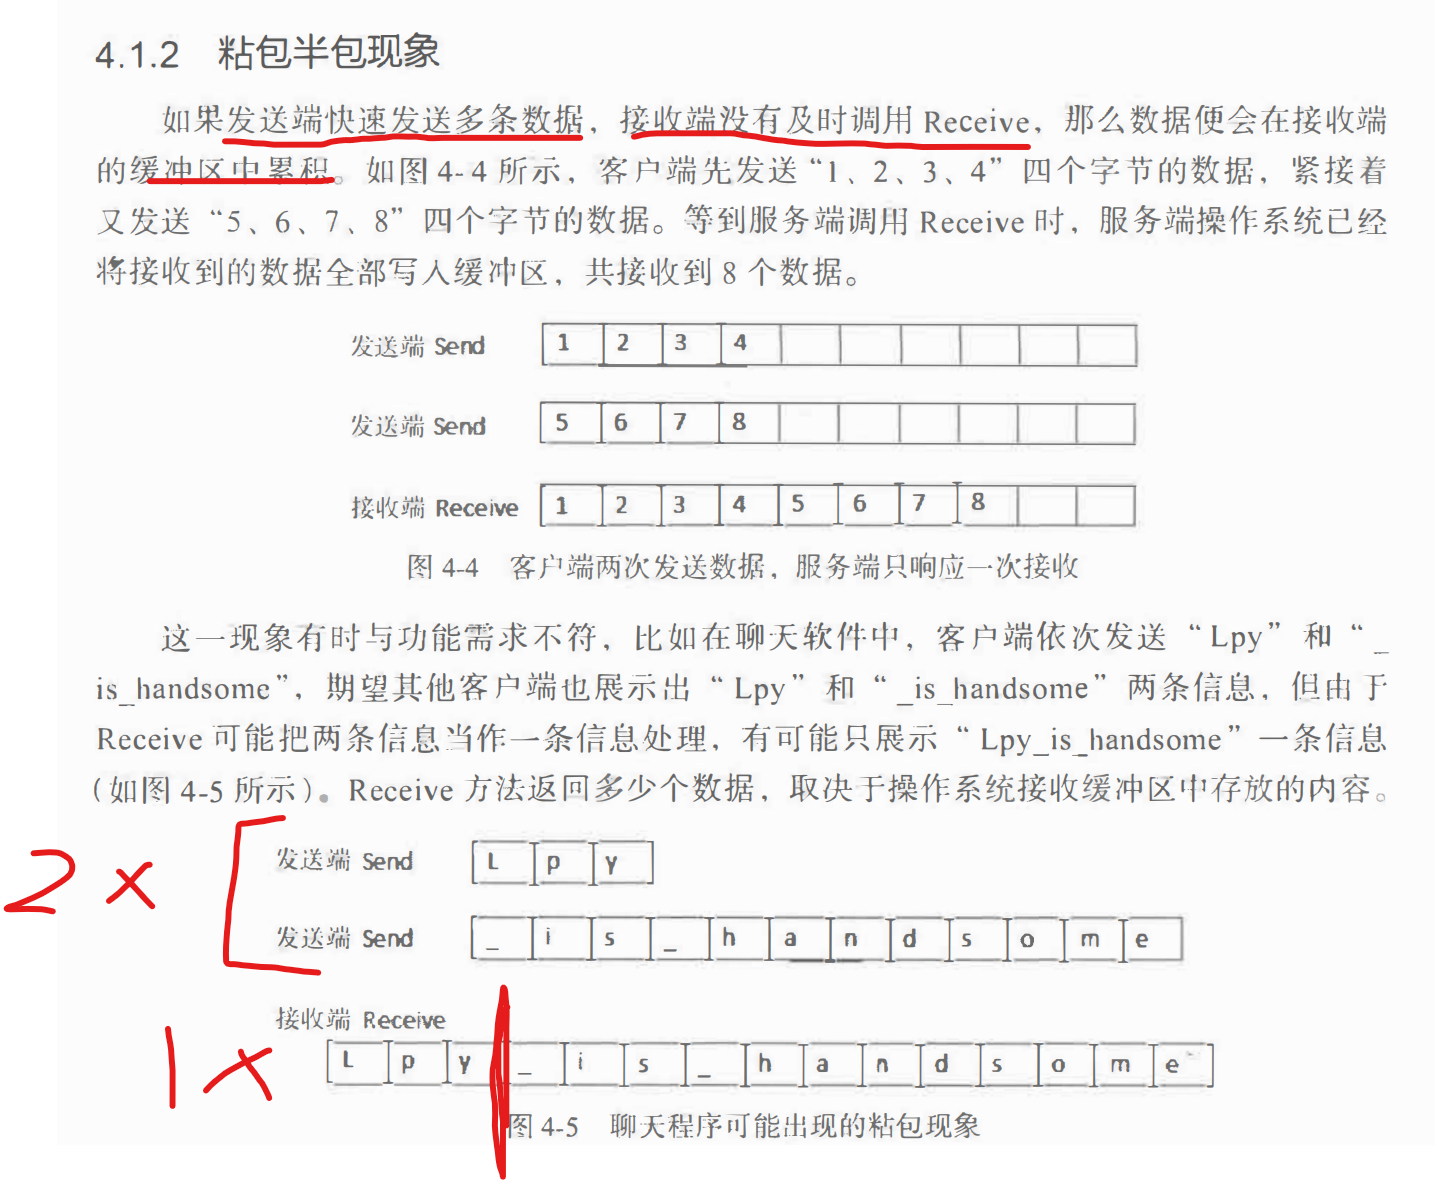 4.1.2 粘包半包现象
如果发送端快速发送多条数据，接收端没有及时调用 Receive，那么数据便会在接收端
的缓冲区中累积。如图 4-4 所示，客户端先发送“1、2、3、4”四个字节的数据，紧接着
又发送“5、6、7、8”四个字节的数据。等到服务端调用 Receive 时，服务端操作系统已经
将接收到的数据全部写入缓冲区，共接收到 8 个数据。
发送端 Send 1 2 3 4
发送端 Send 5 6 7 8
接收端 Receive 1 2 3 4 5 6 7 8
图 4-4 客户端两次发送数据，服务端只响应一次接收
这一现象有时与功能需求不符，比如在聊天软件中，客户端依次发送“Lpy”和“_
is_handsome”，期望其他客户端也展示出“Lpy”和“_is_handsome”两条信息，但由于
Receive 可能把两条信息当作一条信息处理，有可能只展示“Lpy_is_handsome”一条信息
（如图 4-5 所示）。Receive 方法返回多少个数据，取决于操作系统接收缓冲区中存放的内容。
2 ×
发送端 Send L p y
发送端 Send _ i s _ h a n d s o m e
接收端 Receive
1 ×
L p y _ i s _ h a n d s o m e
图 4-5 聊天程序可能出现的粘包现象